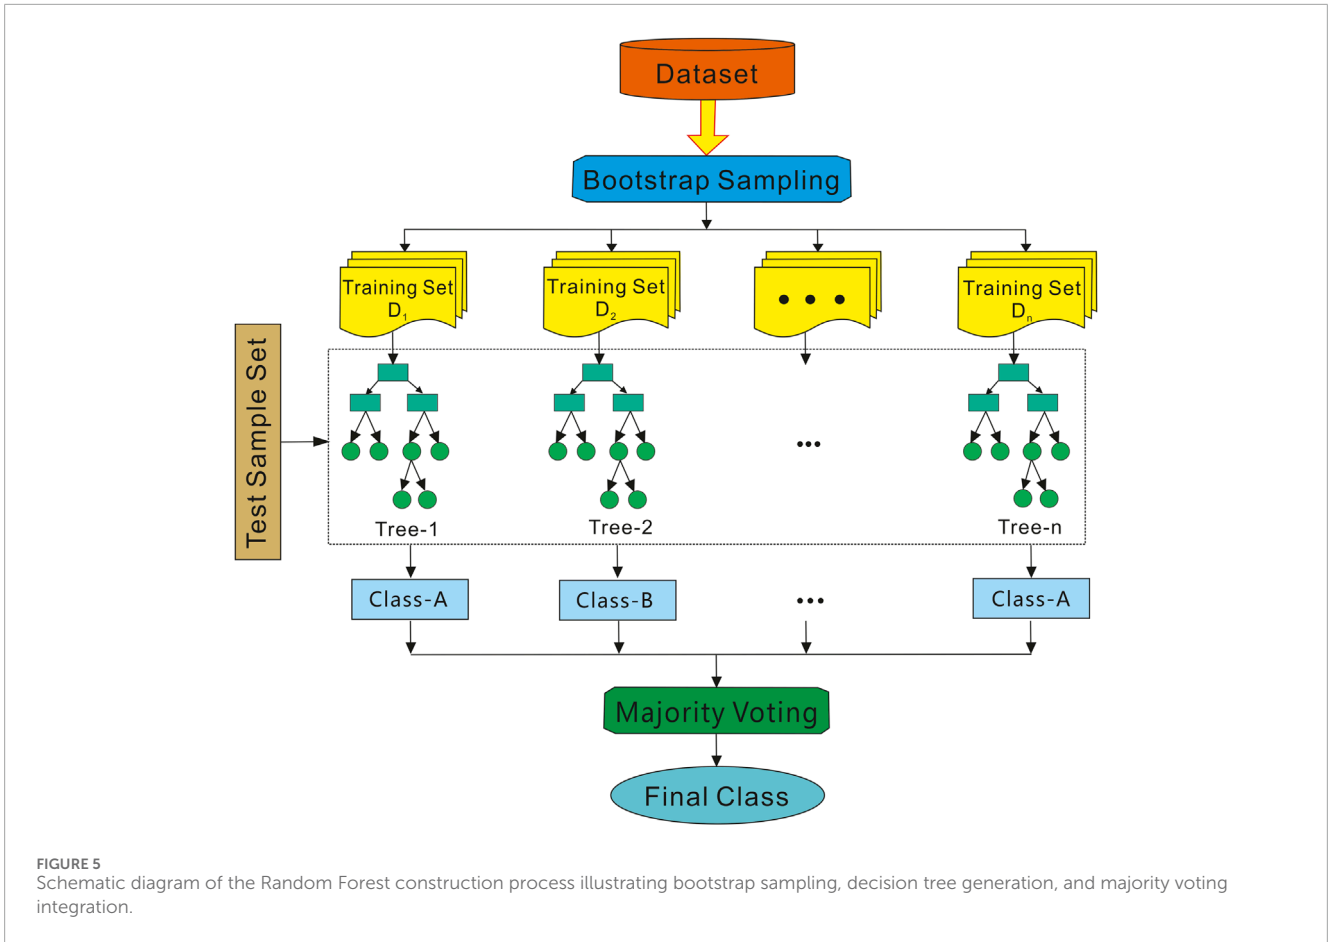 Dataset
Bootstrap Sampling
Training Set
D1
Training Set
D2
• • •
Training Set
Dn
Test Sample Set
•••
Tree-1
Tree-2
Tree-n
Class-A
Class-B
•••
Class-A
Majority Voting
Final Class
FIGURE 5
Schematic diagram of the Random Forest construction process illustrating bootstrap sampling, decision tree generation, and majority voting
integration.